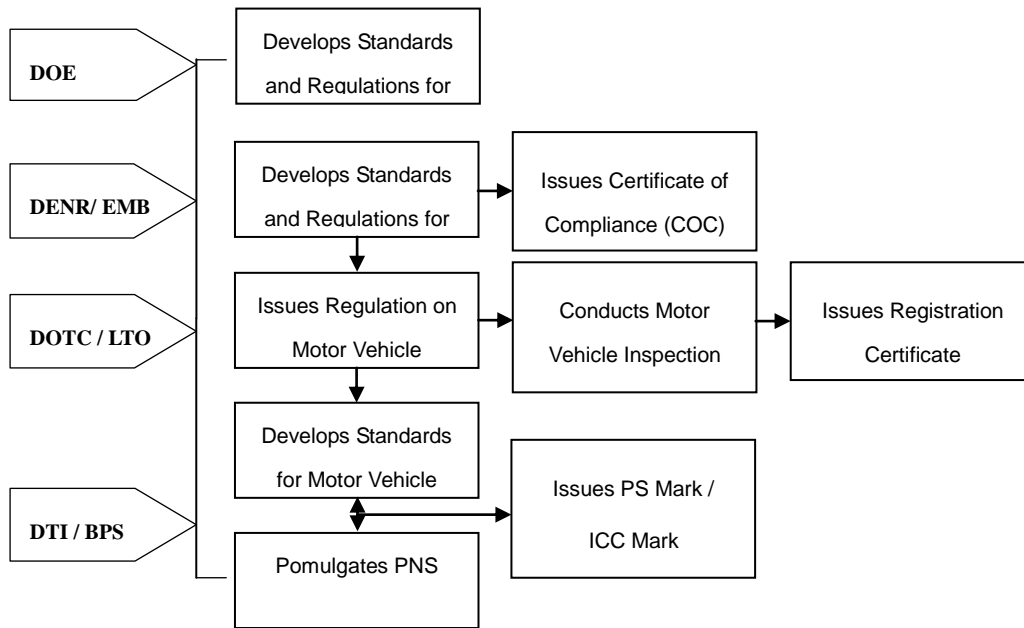 DOE
Develops Standards
and Regulations for
DENR/ EMB
Develops Standards
and Regulations for
Issues Certificate of
Compliance (COC)
DOTC / LTO
Issues Regulation on
Motor Vehicle
Conducts Motor
Vehicle Inspection
Issues Registration
Certificate
Develops Standards
for Motor Vehicle
DTI / BPS
Issues PS Mark /
ICC Mark
Pomulgates PNS